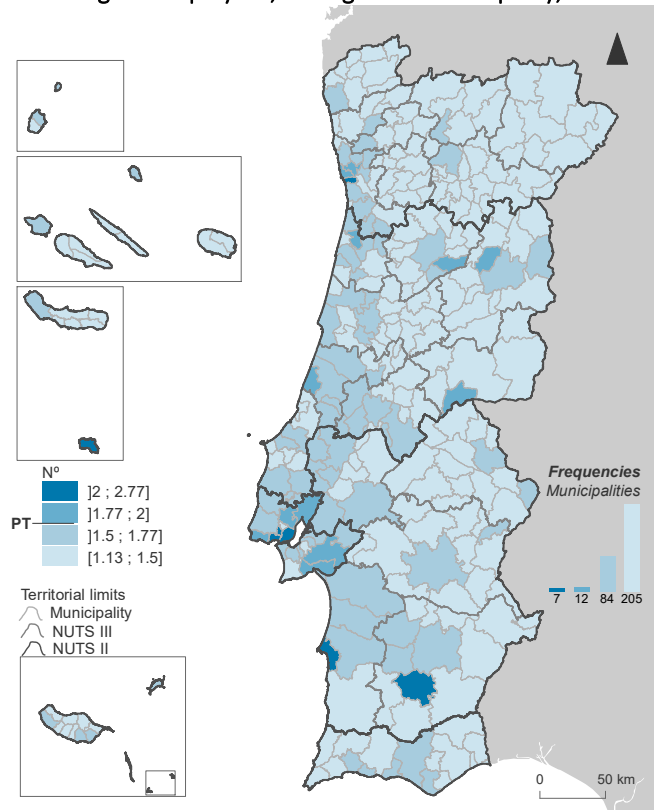 Nº
]2 ; 2.77]
]1.77 ; 2]
PT
]1.5 ; 1.77]
[1.13 ; 1.5]
Territorial limits
Municipality
NUTS III
NUTS II
Frequencies
Municipalities
7 12 84 205
0 50 km